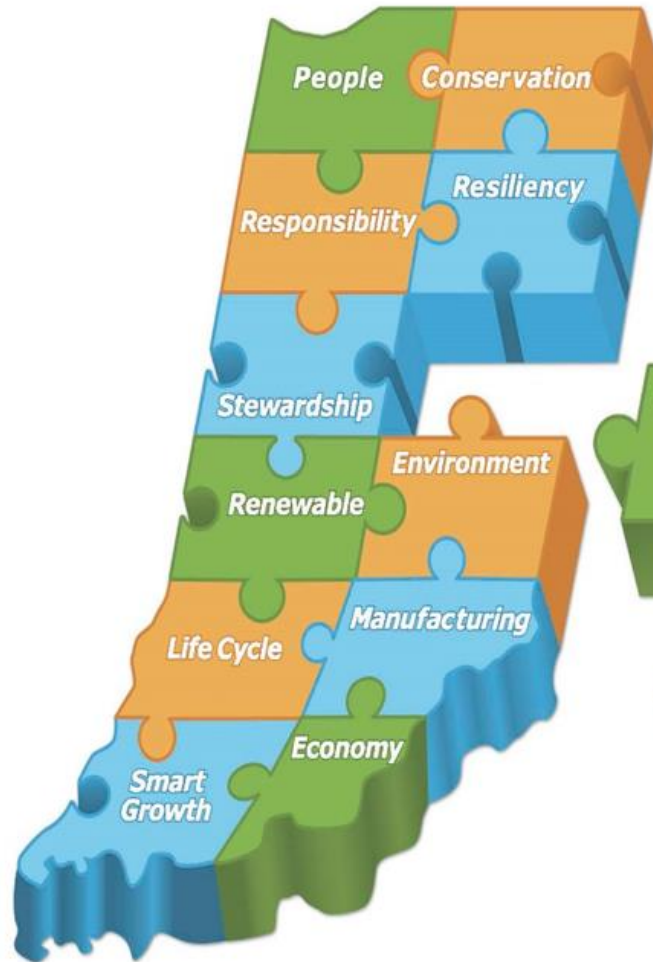 People
Conservation
Responsibility
Resiliency
Stewardship
Renewable
Environment
Life Cycle
Manufacturing
Smart
Growth
Economy